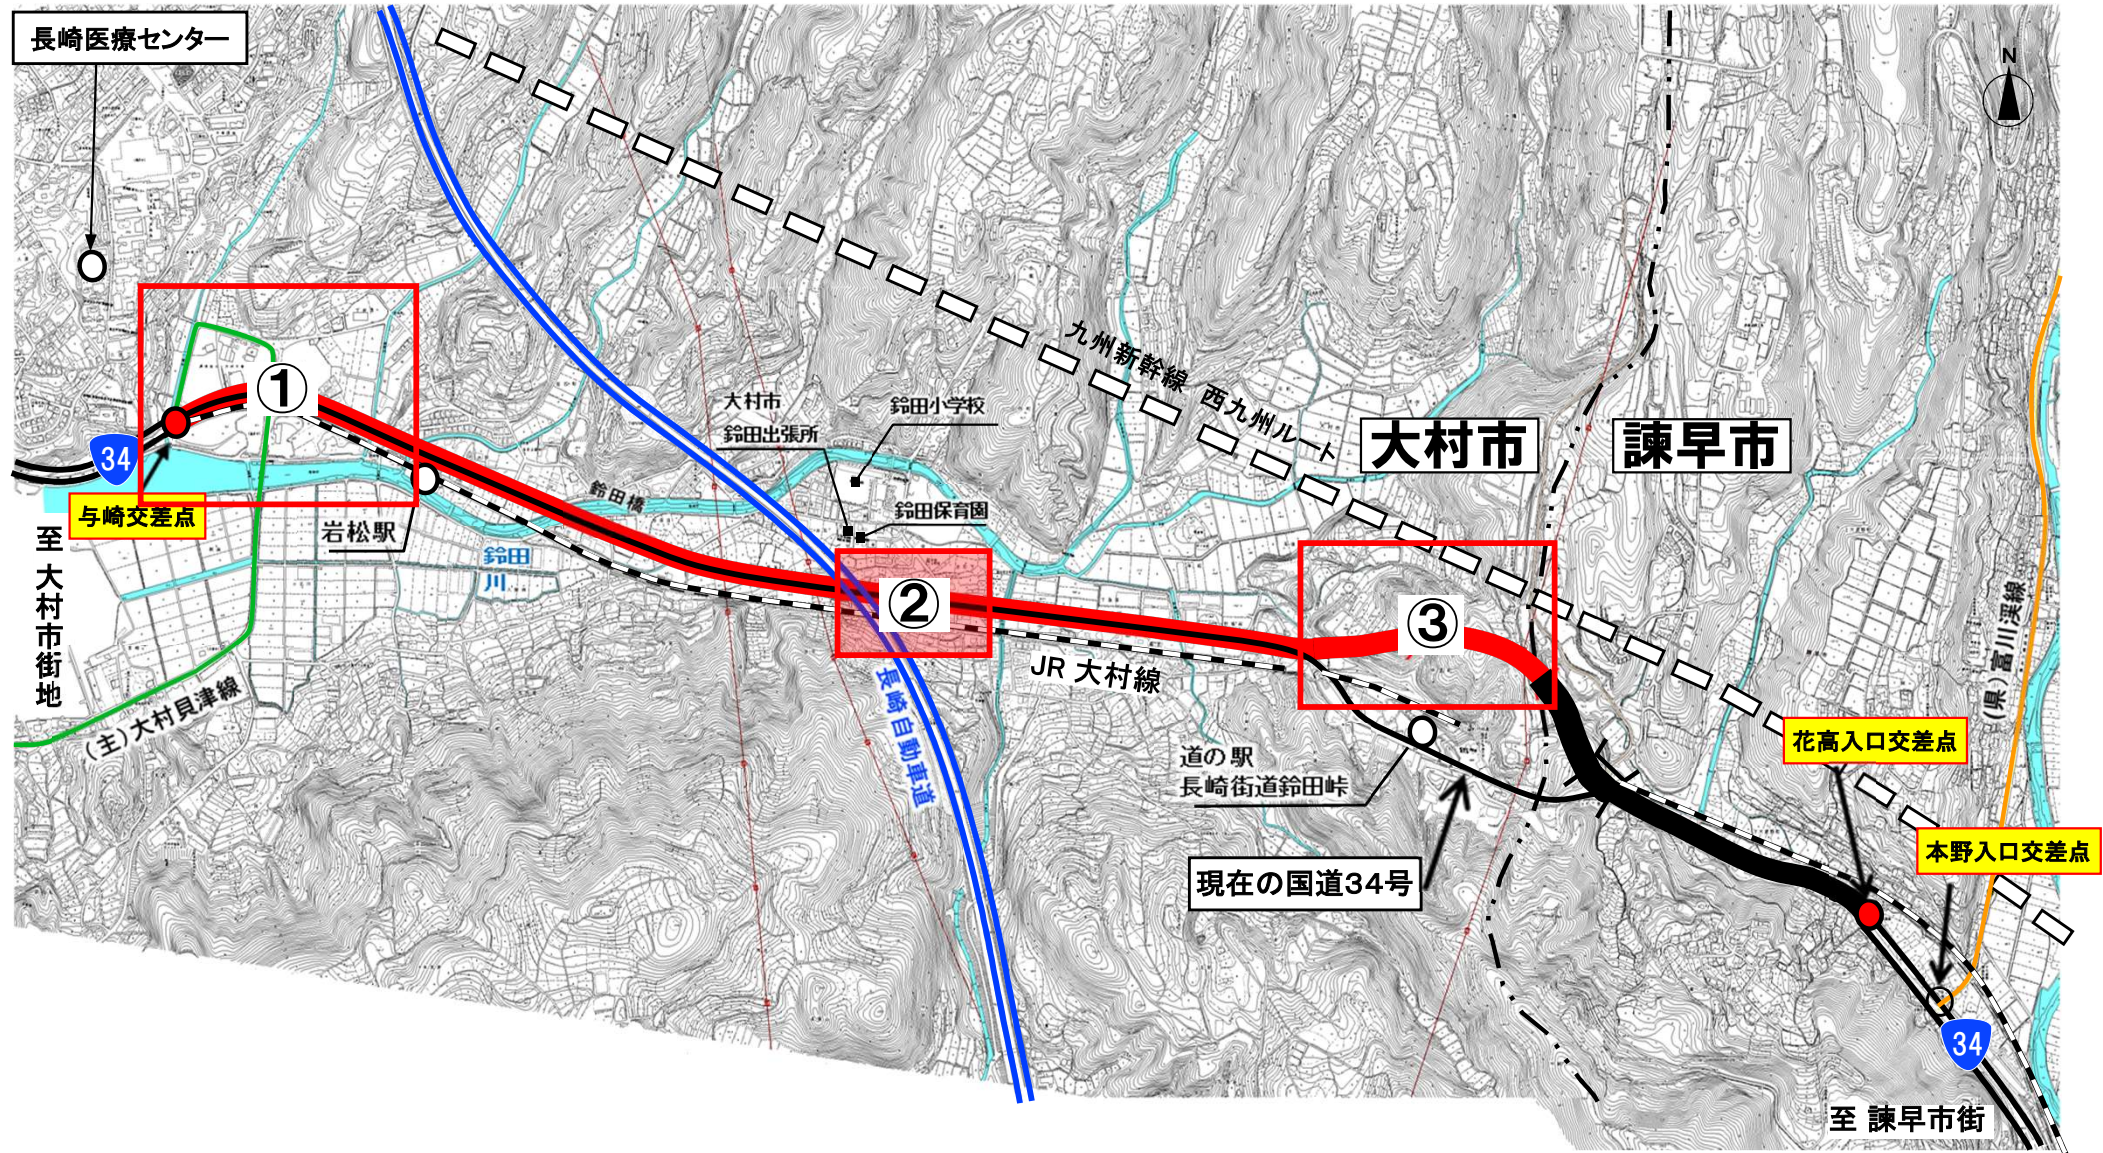 長崎医療センター
N
九州新幹線 西九州ルート
大村市
諫早市
①
大村市
鈴田出張所
鈴田小学校
34
与崎交差点
岩松駅
鈴田橋
鈴田保育園
鈴田
川
②
③
至 大村市街地
(主)大村貝津線
JR 大村線
長崎自動車道
(県)富川渓線
道の駅
長崎街道鈴田峠
花高入口交差点
本野入口交差点
現在の国道34号
34
至 諫早市街